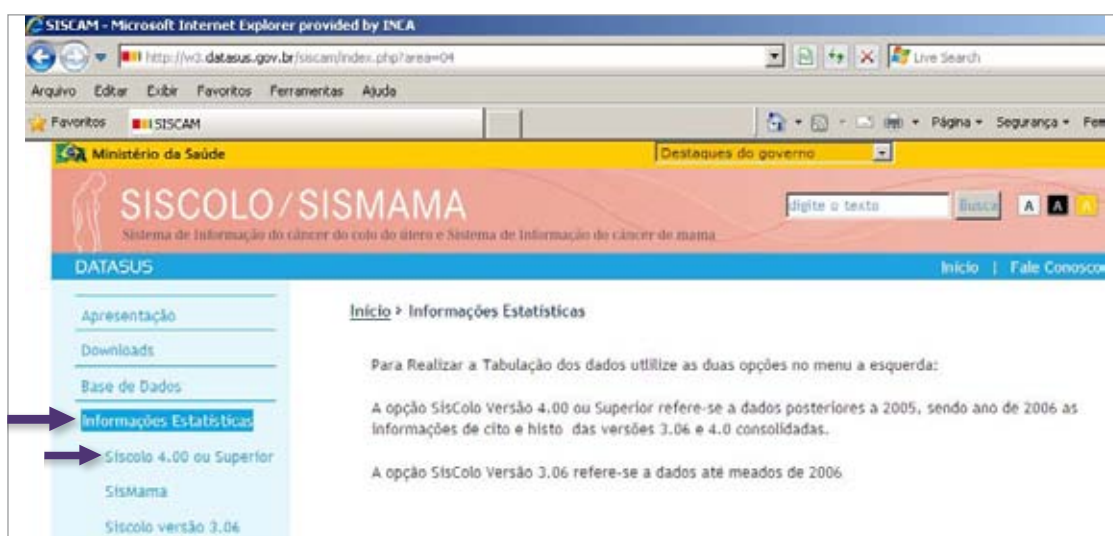 SISCAM - Microsoft Internet Explorer provided by INCA
http://w3.datasus.gov.br/siscam/index.php?area=04
Live Search
Arquivo Editar Exibir Favoritos Ferramentas Ajuda
Favoritos SISCAM
Página Segurança Fem
Ministério da Saúde
Destaques do governo
SISCOLO/SISMAMA
digite o texto
Busca
A A A
Sistema de Informação do câncer do colo do útero e Sistema de Informação do câncer de mama
DATASUS
Início | Fale Conosco
Apresentação
Downloads
Base de Dados
Informações Estatísticas
Siscolo 4.00 ou Superior
SisMama
Siscolo versão 3.06
Início > Informações Estatísticas
Para Realizar a Tabulação dos dados utlilize as duas opções no menu a esquerda:
A opção SisColo Versão 4.00 ou Superior refere-se a dados posteriores a 2005, sendo ano de 2006 as
informações de cito e histo das versões 3.06 e 4.0 consolidadas.
A opção SisColo Versão 3.06 refere-se a dados até meados de 2006